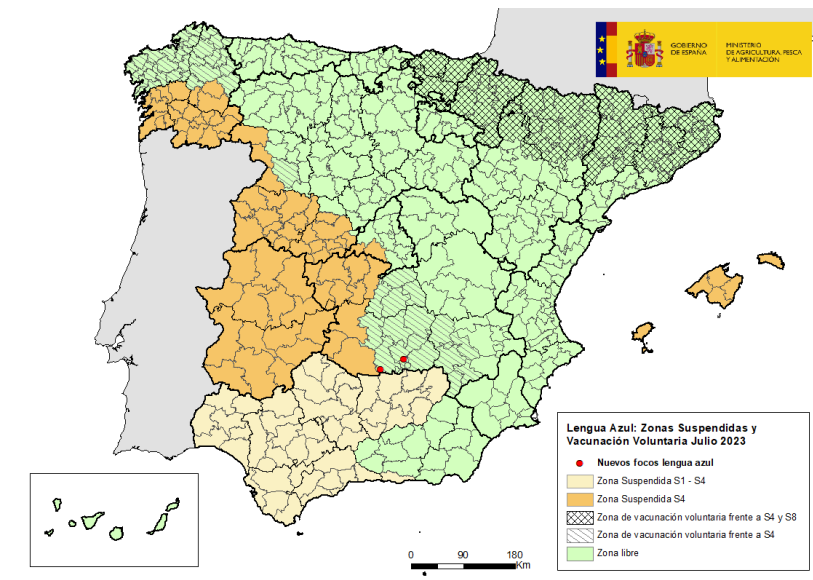 GOBIERNO
DE ESPAÑA
MINISTERIO
DE AGRICULTURA, PESCA
Y ALIMENTACIÓN
Lengua Azul: Zonas Suspendidas y
Vacunación Voluntaria Julio 2023
Nuevos focos lengua azul
Zona Suspendida S1 - S4
Zona Suspendida S4
Zona de vacunación voluntaria frente a S4 y S8
Zona de vacunación voluntaria frente a S4
Zona libre
0 90 180
Km